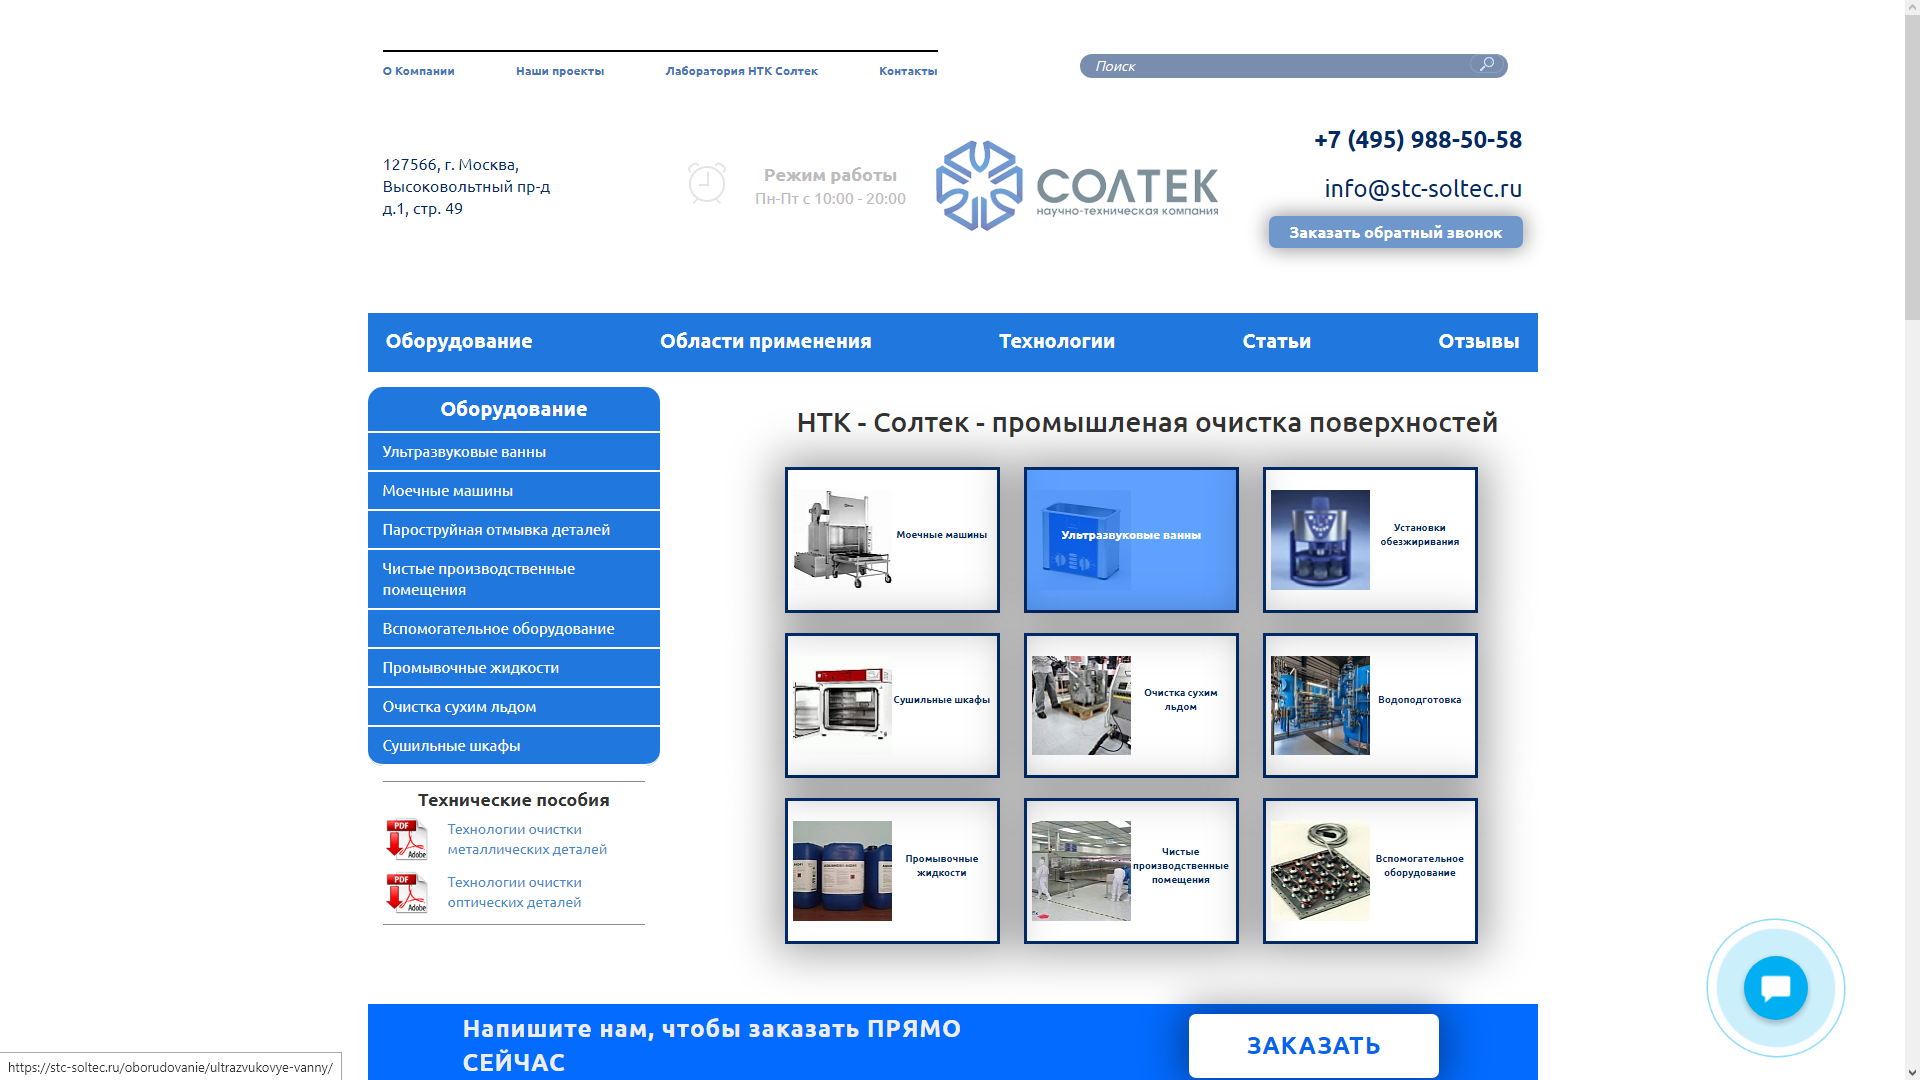 О Компании
Наши проекты
Лаборатория НТК Солтек
Контакты
Поиск
127566, г. Москва,
Высоковольтный пр-д
д.1, стр. 49
Режим работы
Пн-Пт с 10:00 - 20:00
СОЛТЕК
научно-техническая компания
+7 (495) 988-50-58
info@stc-soltec.ru
Заказать обратный звонок
Оборудование
Области применения
Технологии
Статьи
Отзывы
Оборудование
Ультразвуковые ванны
Моечные машины
Пароструйная отмывка деталей
Чистые производственные
помещения
Вспомогательное оборудование
Промывочные жидкости
Очистка сухим льдом
Сушильные шкафы
Технические пособия
PDF
Adobe
Технологии очистки
металлических деталей
PDF
Adobe
Технологии очистки
оптических деталей
НТК - Солтек - промышленая очистка поверхностей
Моечные машины
Ультразвуковые ванны
Установки
обезжиривания
Сушильные шкафы
Очистка сухим
льдом
Водоподготовка
Промывочные
жидкости
Чистые
производственные
помещения
Вспомогательное
оборудование
Напишите нам, чтобы заказать ПРЯМО
СЕЙЧАС
ЗАКАЗАТЬ
https://stc-soltec.ru/oborudovanie/ultrazvukovye-vanny/